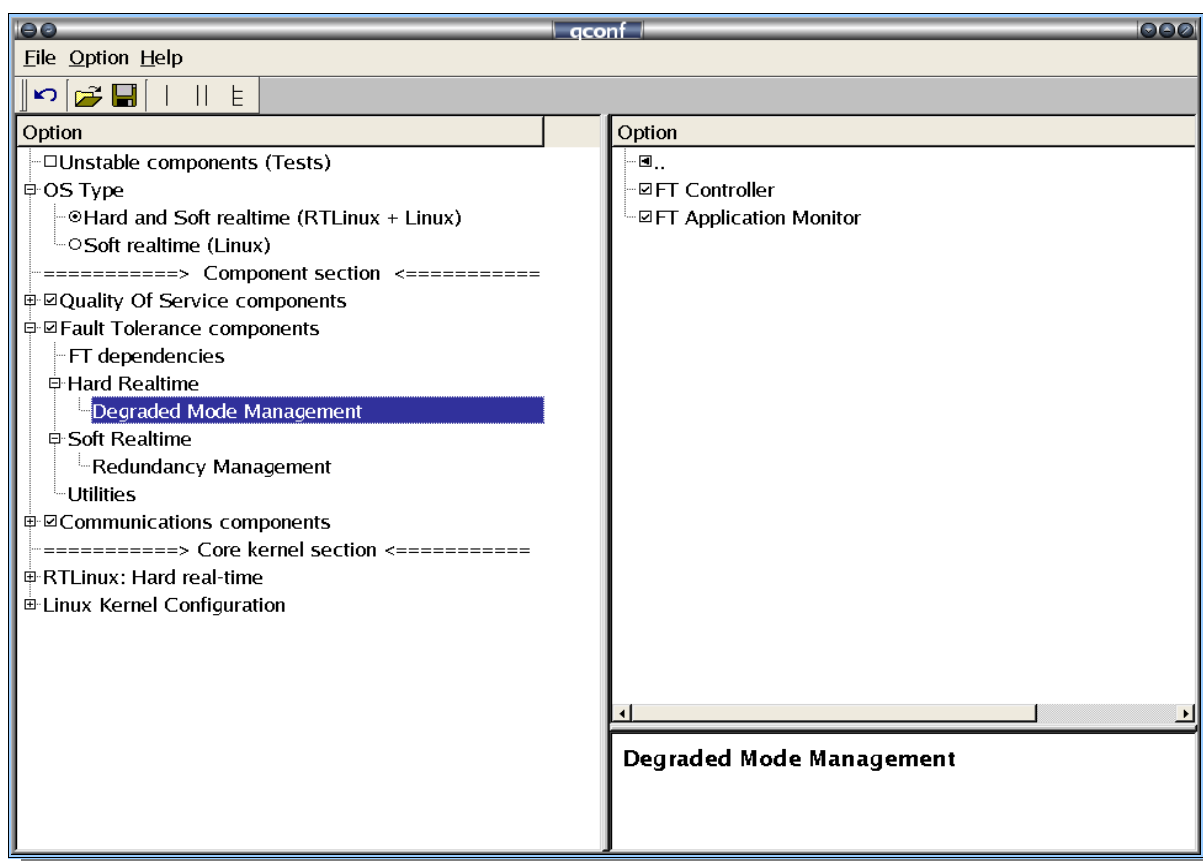 qconf
File Option Help
Option
Unstable components (Tests)
OS Type
Hard and Soft realtime (RTLinux + Linux)
Soft realtime (Linux)
===========> Component section <===========
Quality Of Service components
Fault Tolerance components
FT dependencies
Hard Realtime
Degraded Mode Management
Soft Realtime
Redundancy Management
Utilities
Communications components
===========> Core kernel section <===========
RTLinux: Hard real-time
Linux Kernel Configuration
Option
..
FT Controller
FT Application Monitor
Degraded Mode Management